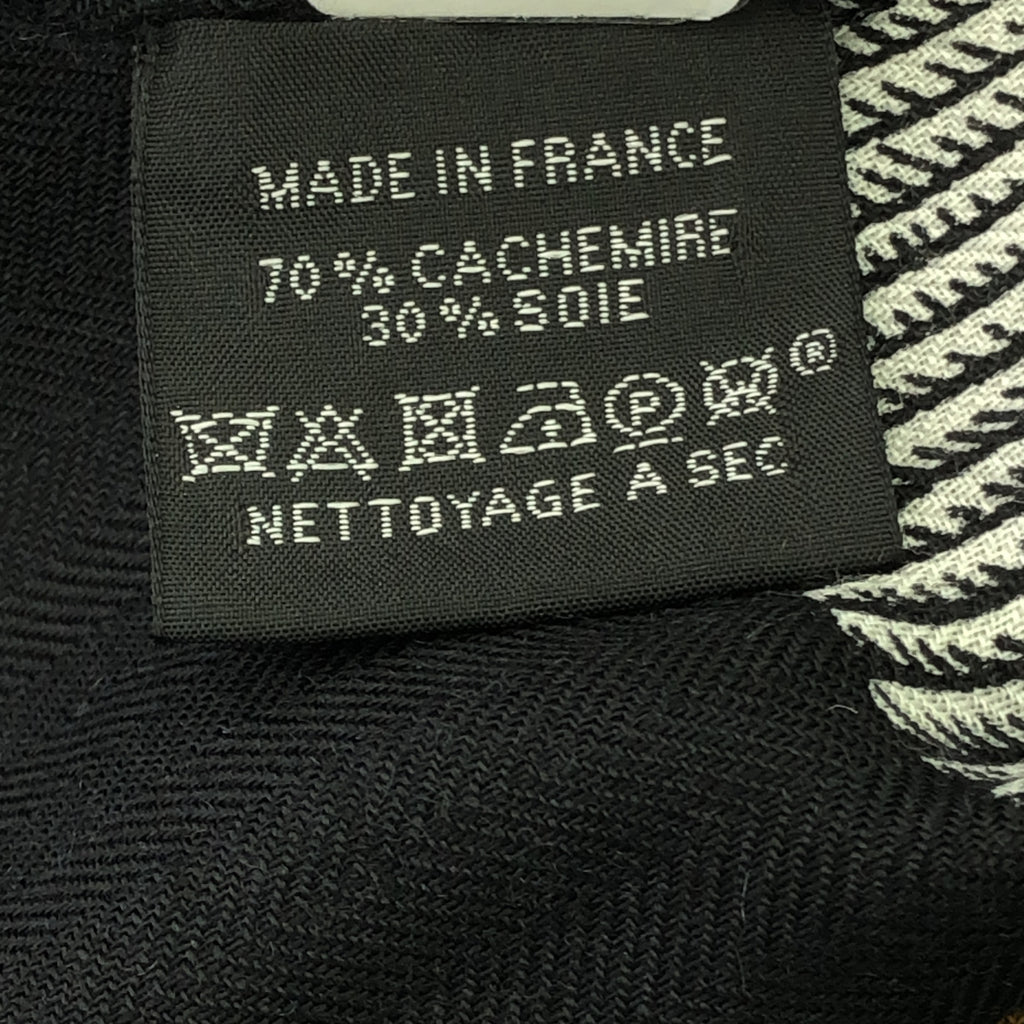 MADE IN FRANCE
70% CACHEMIRE
30% SOIE
P W ®
NETTOYAGE A SEC